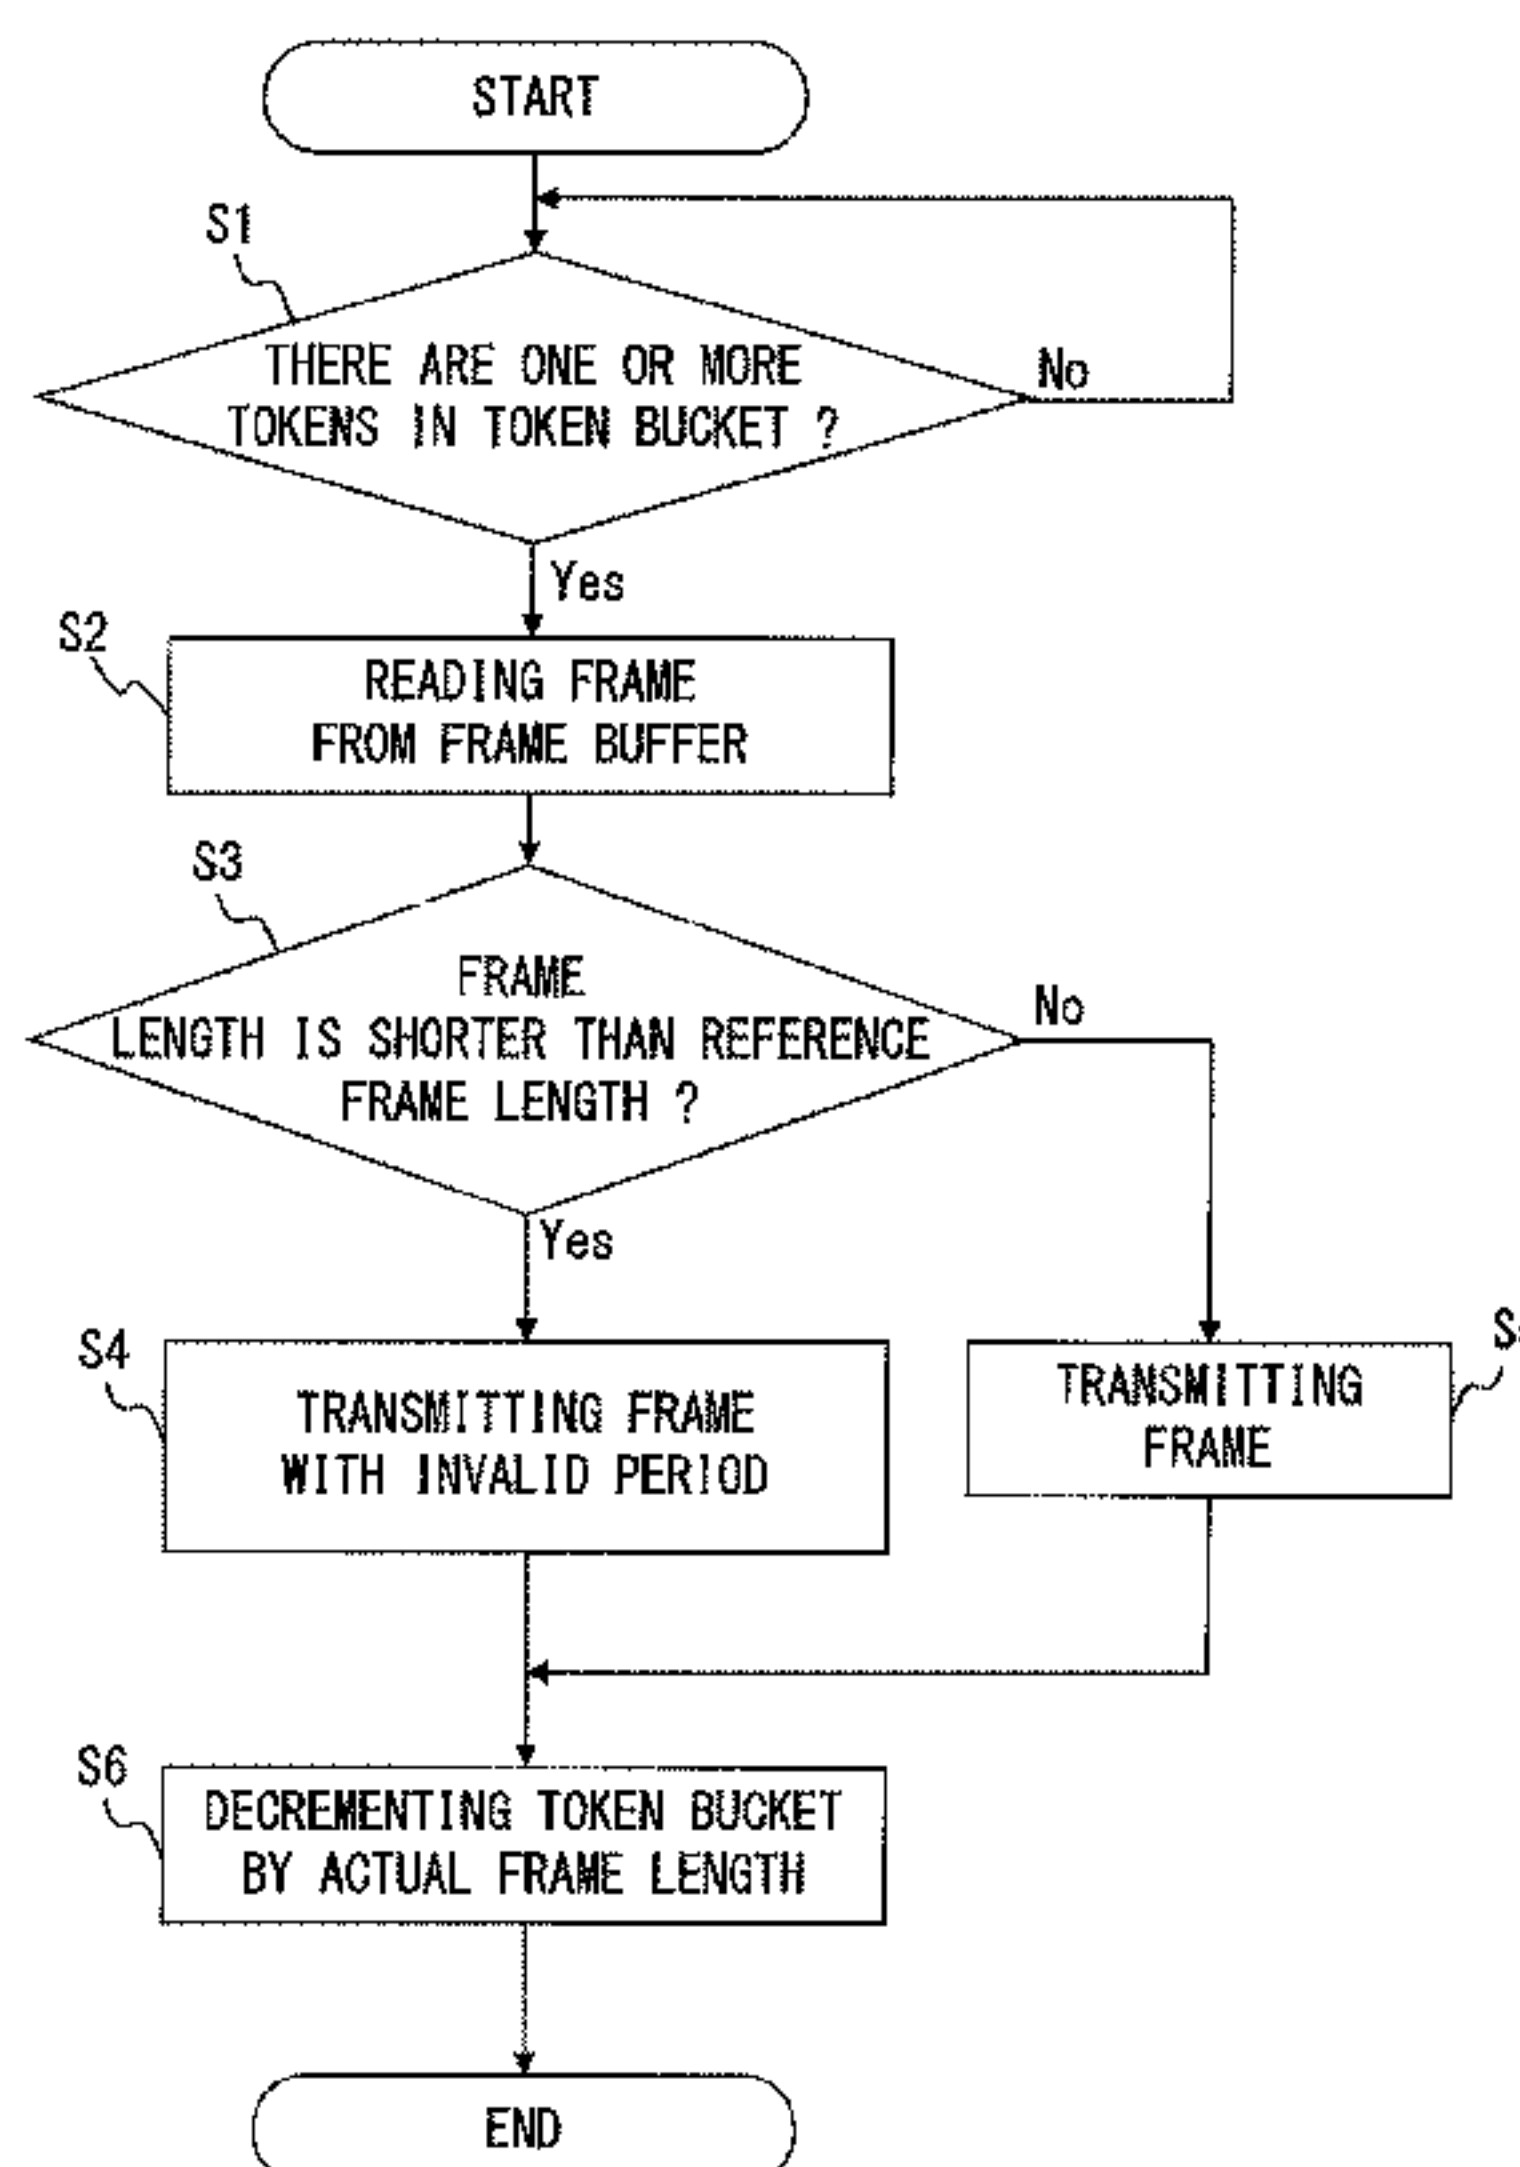 START
S1
THERE ARE ONE OR MORE
TOKENS IN TOKEN BUCKET ?
No
Yes
S2
READING FRAME
FROM FRAME BUFFER
S3
FRAME
LENGTH IS SHORTER THAN REFERENCE
FRAME LENGTH ?
No
Yes
S4
TRANSMITTING FRAME
WITH INVALID PERIOD
TRANSMITTING
FRAME
S6
DECREMENTING TOKEN BUCKET
BY ACTUAL FRAME LENGTH
END